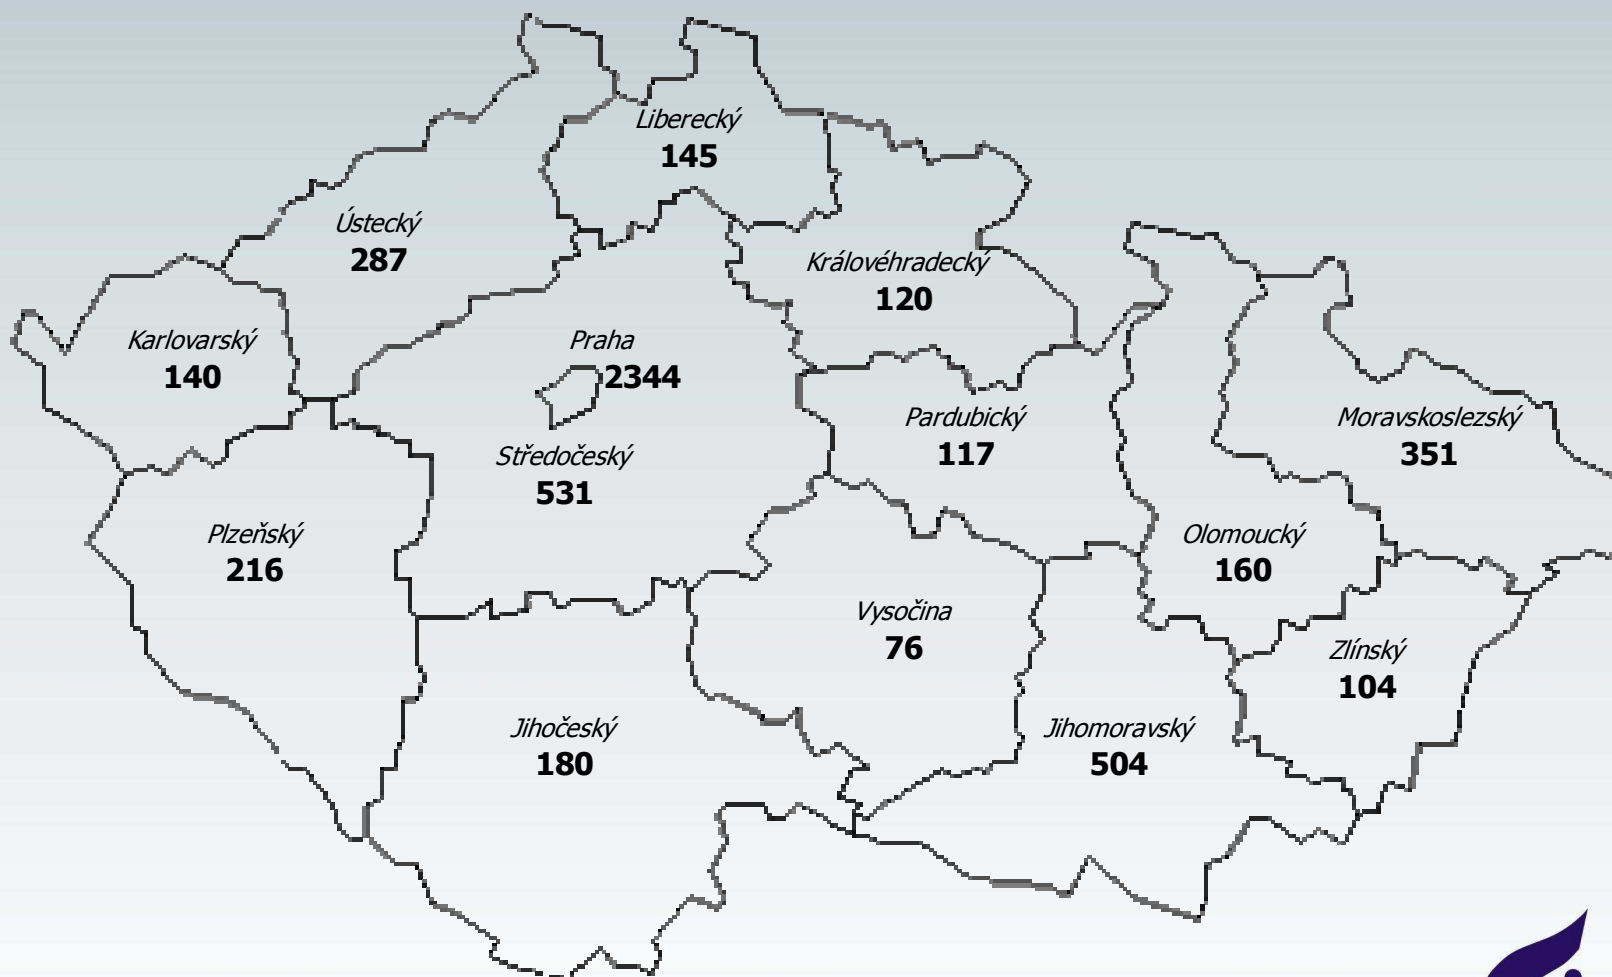 Liberecký
145
Ústecký
287
Královéhradecký
120
Karlovarský
140
Praha
2344
Pardubický
117
Moravskoslezský
351
Středočeský
531
Plzeňský
216
Olomoucký
160
Vysočina
76
Zlínský
104
Jihočeský
180
Jihomoravský
504